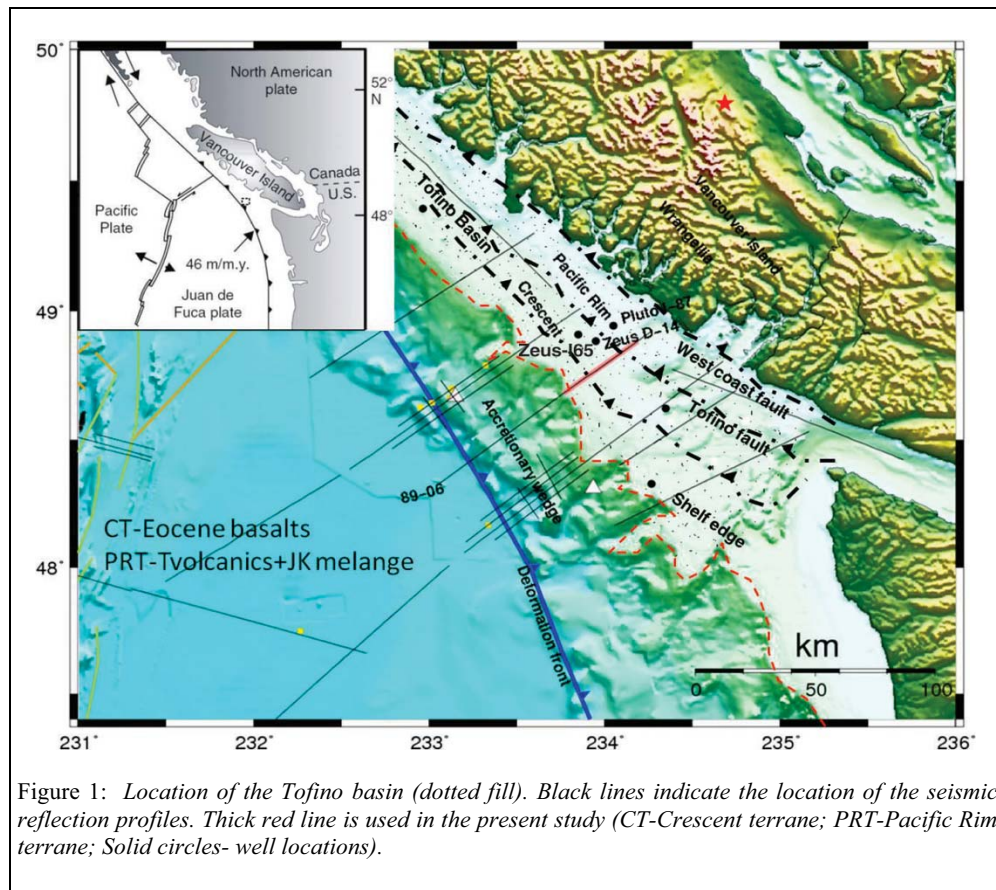 50°
49°
48°
231
232
233
234
235
236
North American
plate
52°
N
Vancouver Island
Canada
U.S.
48°
Pacific
Plate
46 m/m.y.
Juan de
Fuca plate
Vancouver Island
Wrangellia
Tofino Basin
Pacific Rim
Crescent
Pluto I-87
Zeus D-14
Zeus-I65
West coast fault
Tofino fault
Accretionary wedge
89-06
Shelf edge
CT-Eocene basalts
PRT-Tvolcanics+JK melange
Deformation front
km
0
50
100
Figure 1: Location of the Tofino basin (dotted fill). Black lines indicate the location of the seismic
reflection profiles. Thick red line is used in the present study (CT-Crescent terrane; PRT-Pacific Rim
terrane; Solid circles- well locations).